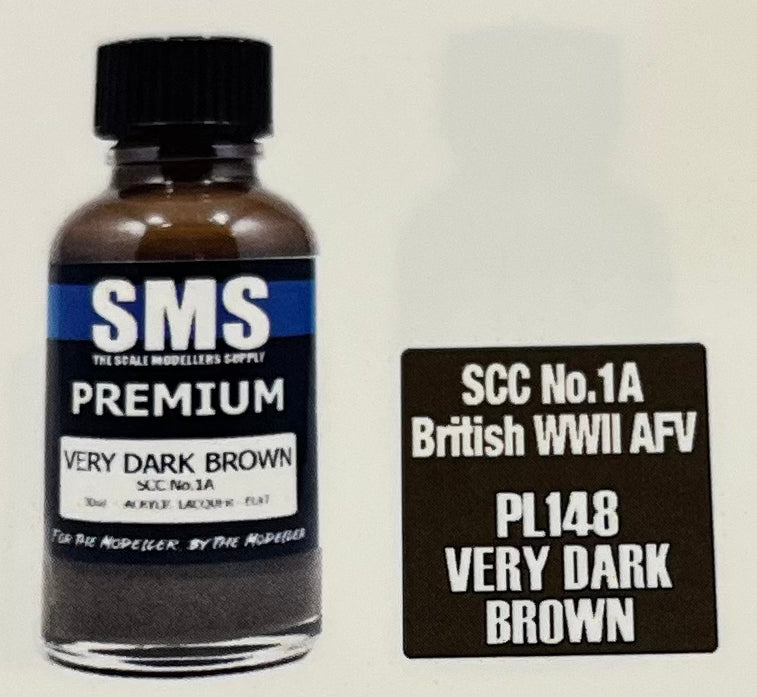 SMS
THE SCALE MODELLERS SUPPLY
PREMIUM
VERY DARK BROWN
SCC No.1A
30ml ACRYLIC LACQUER FLAT
FOR THE MODELLER BY THE MODELLER
SCC No.1A
British WWII AFV
PL148
VERY DARK
BROWN